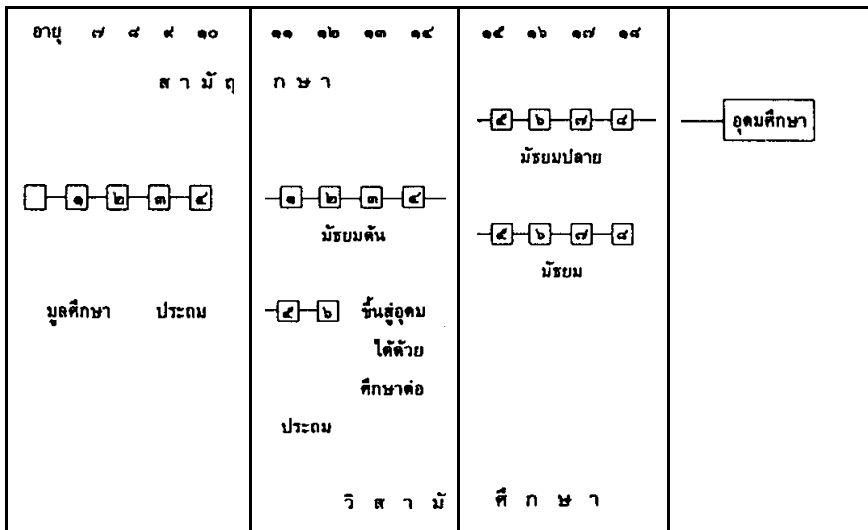 อายุ ๗ ๘ ๙ ๑๐ ๑๑ ๑๒ ๑๓ ๑๔ ๑๕ ๑๖ ๑๗ ๑๘
ส า มั ญ ศึ ก ษ า
๕ ๖ ๗ ๘
อุดมศึกษา
มัธยมปลาย
๑ ๒ ๓ ๔
๑ ๒ ๓ ๔
มัธยมต้น
๕ ๖ ๗ ๘
มัธยม
มูลศึกษา ประถม
๕ ๖ ขึ้นสู่อุดม
ได้ด้วย
ศึกษาต่อ
ประถม
วิ ส า มั ศึ ก ษ า